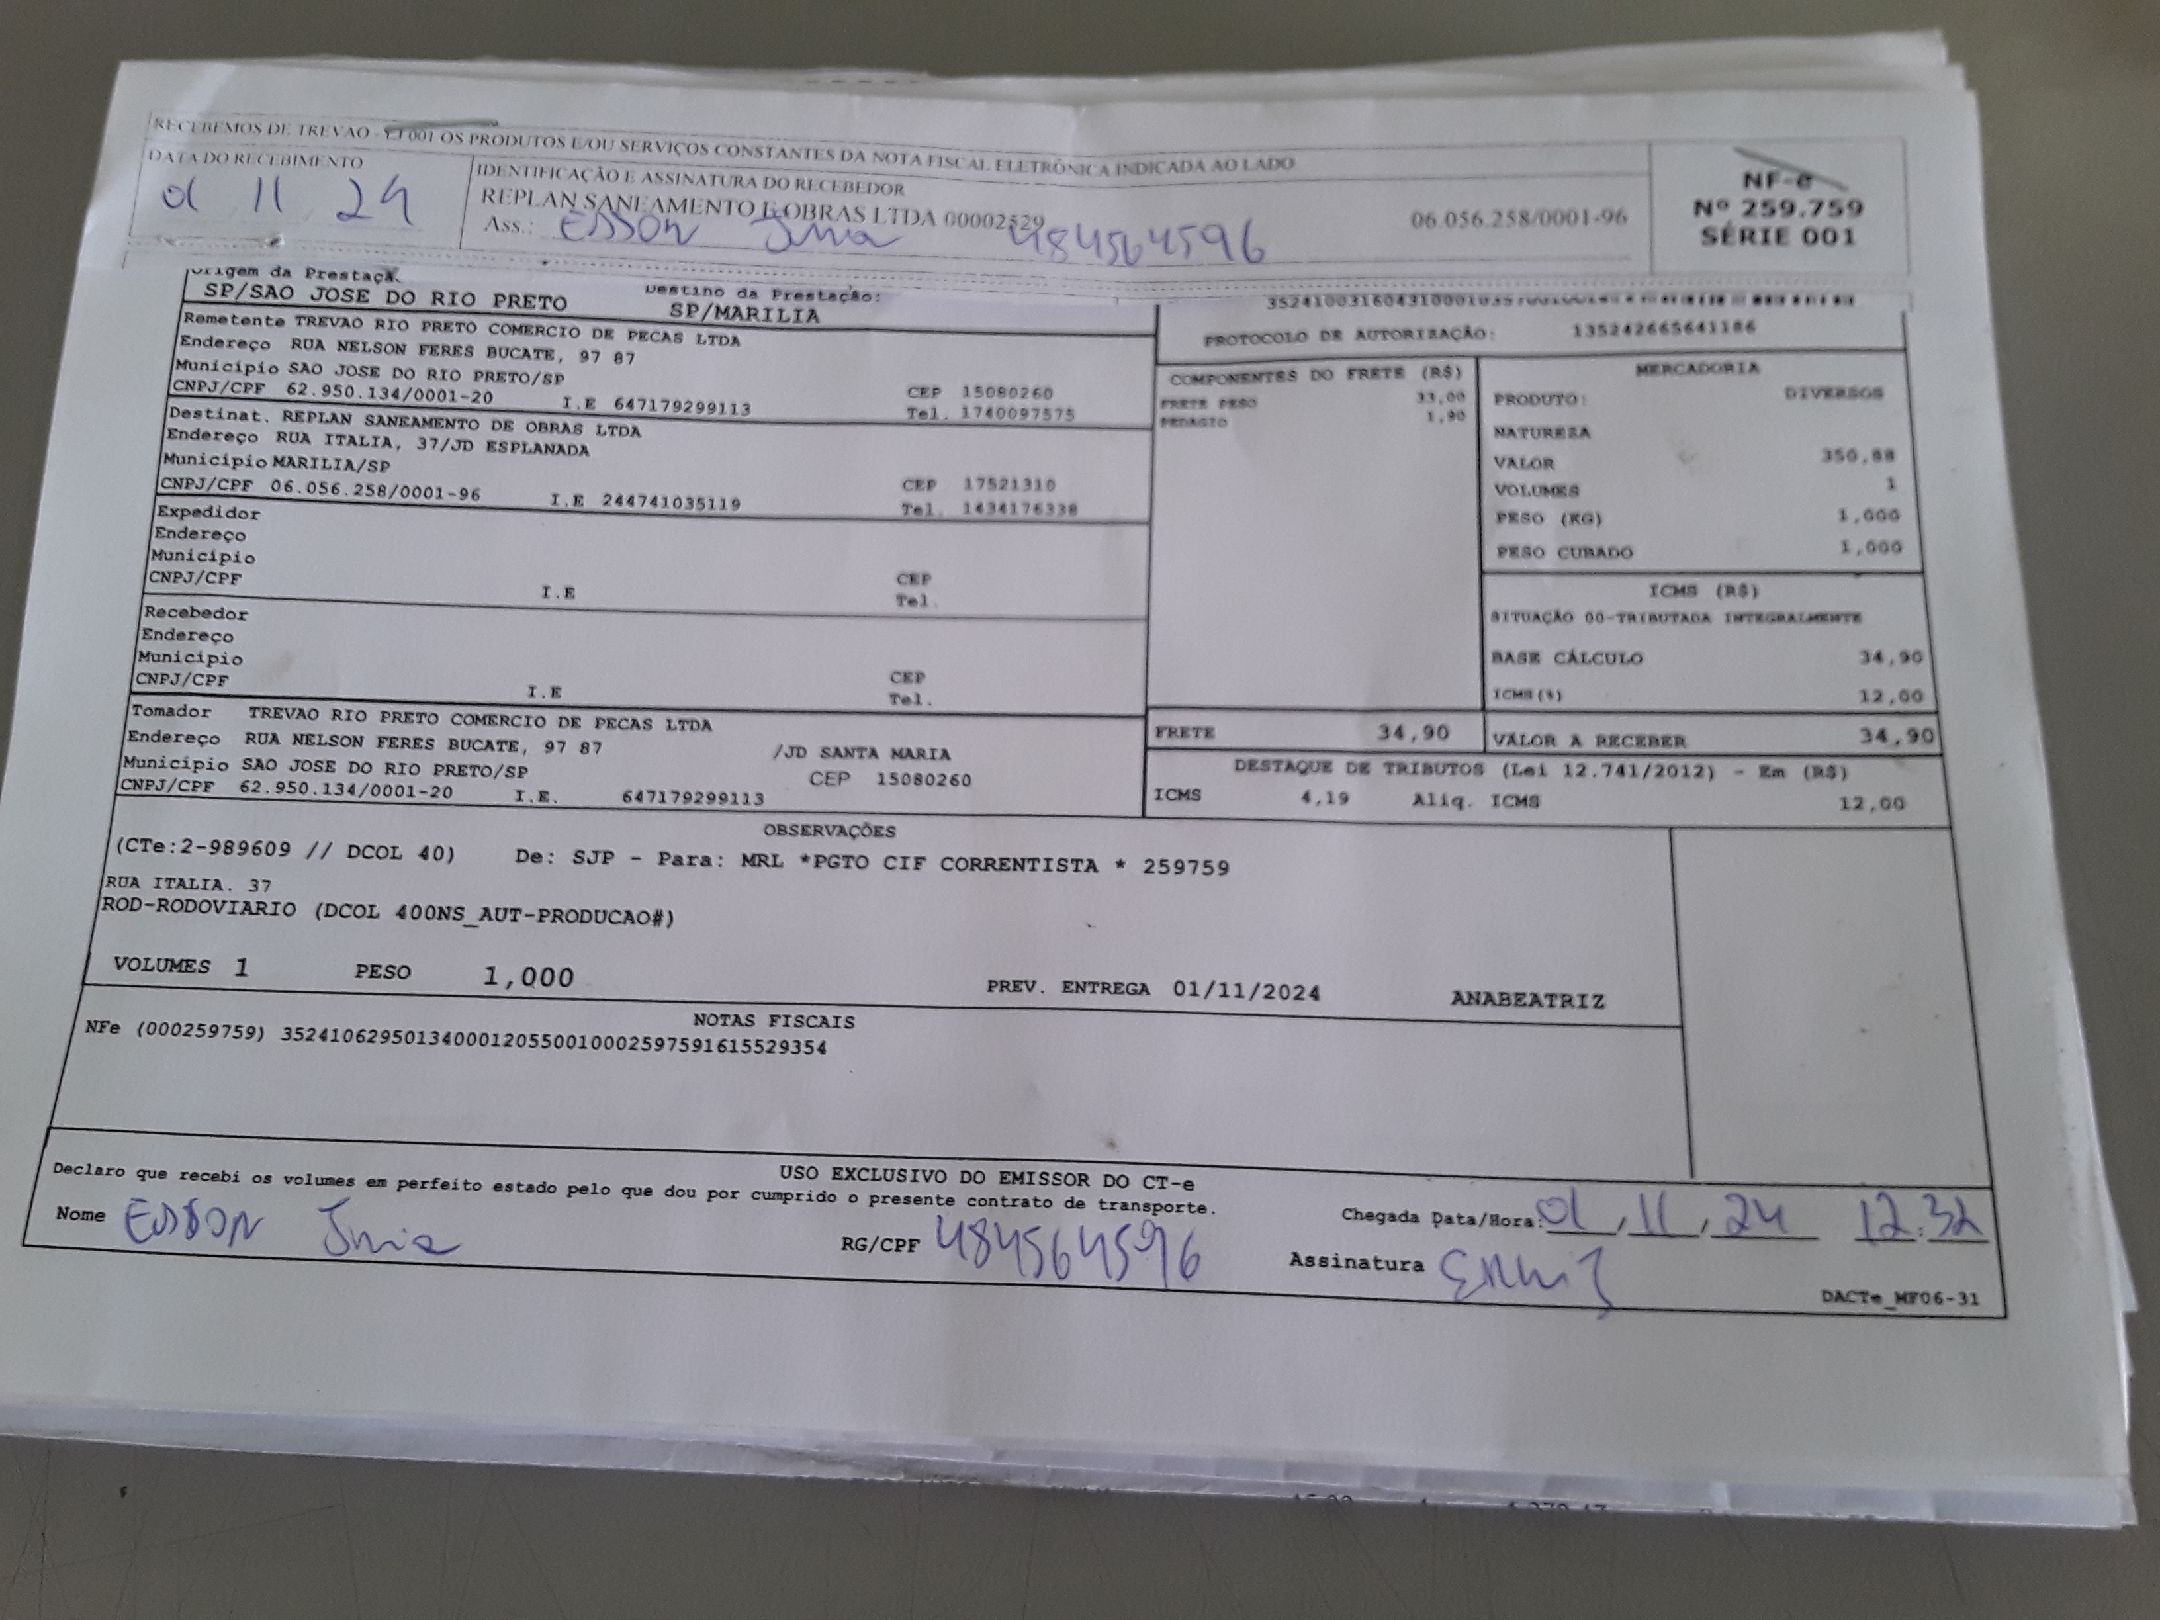 RECEBEMOS DE TREVAO - LJ 001 OS PRODUTOS E/OU SERVIÇOS CONSTANTES DA NOTA FISCAL ELETRÔNICA INDICADA AO LADO
DATA DO RECEBIMENTO
01 11 24
IDENTIFICAÇÃO E ASSINATURA DO RECEBEDOR
REPLAN SANEAMENTO E OBRAS LTDA 00002529
06.056.258/0001-96
Ass.: EDSON 484564596
NF-e
Nº 259.759
SÉRIE 001
Origem da Prestaçã
SP/SAO JOSE DO RIO PRETO
Destino da Prestação:
SP/MARILIA
Remetente TREVAO RIO PRETO COMERCIO DE PECAS LTDA
Endereço RUA NELSON FERES BUCATE, 97 87
Município SAO JOSE DO RIO PRETO/SP CEP 15080260
CNPJ/CPF 62.950.134/0001-20 I.E 647179299113 Tel. 1740097575
Destinat. REPLAN SANEAMENTO DE OBRAS LTDA
Endereço RUA ITALIA, 37/JD ESPLANADA
Município MARILIA/SP CEP 17521310
CNPJ/CPF 06.056.258/0001-96 I.E 244741035119 Tel. 1434176338
Expedidor
Endereço
Município CEP
CNPJ/CPF I.E Tel.
Recebedor
Endereço
Município CEP
CNPJ/CPF I.E Tel.
Tomador TREVAO RIO PRETO COMERCIO DE PECAS LTDA
Endereço RUA NELSON FERES BUCATE, 97 87 /JD SANTA MARIA
Município SAO JOSE DO RIO PRETO/SP CEP 15080260
CNPJ/CPF 62.950.134/0001-20 I.E. 647179299113
PROTOCOLO DE AUTORIZAÇÃO: 135242665641186
COMPONENTES DO FRETE (R$)
FRETE PESO 33,00
PEDAGIO 1,90
FRETE 34,90
MERCADORIA
PRODUTO: DIVERSOS
NATUREZA
VALOR 350,88
VOLUMES 1
PESO (KG) 1,000
PESO CUBADO 1,000
ICMS (R$)
SITUAÇÃO 00-TRIBUTADA INTEGRALMENTE
BASE CÁLCULO 34,90
ICMS(%) 12,00
VALOR A RECEBER 34,90
DESTAQUE DE TRIBUTOS (Lei 12.741/2012) - Em (R$)
ICMS 4,19 Aliq. ICMS 12,00
OBSERVAÇÕES
(CTe:2-989609 // DCOL 40) De: SJP - Para: MRL *PGTO CIF CORRENTISTA * 259759
RUA ITALIA. 37
ROD-RODOVIARIO (DCOL 400NS_AUT-PRODUCAO#)
VOLUMES 1 PESO 1,000 PREV. ENTREGA 01/11/2024 ANABEATRIZ
NOTAS FISCAIS
NFe (000259759) 35241062950134000120550010002597591615529354
USO EXCLUSIVO DO EMISSOR DO CT-e
Declaro que recebi os volumes em perfeito estado pelo que dou por cumprido o presente contrato de transporte.
Nome EDSON RG/CPF 484564596
Chegada Data/Hora: 01/11/24 12:32
Assinatura
DACTe_MF06-31